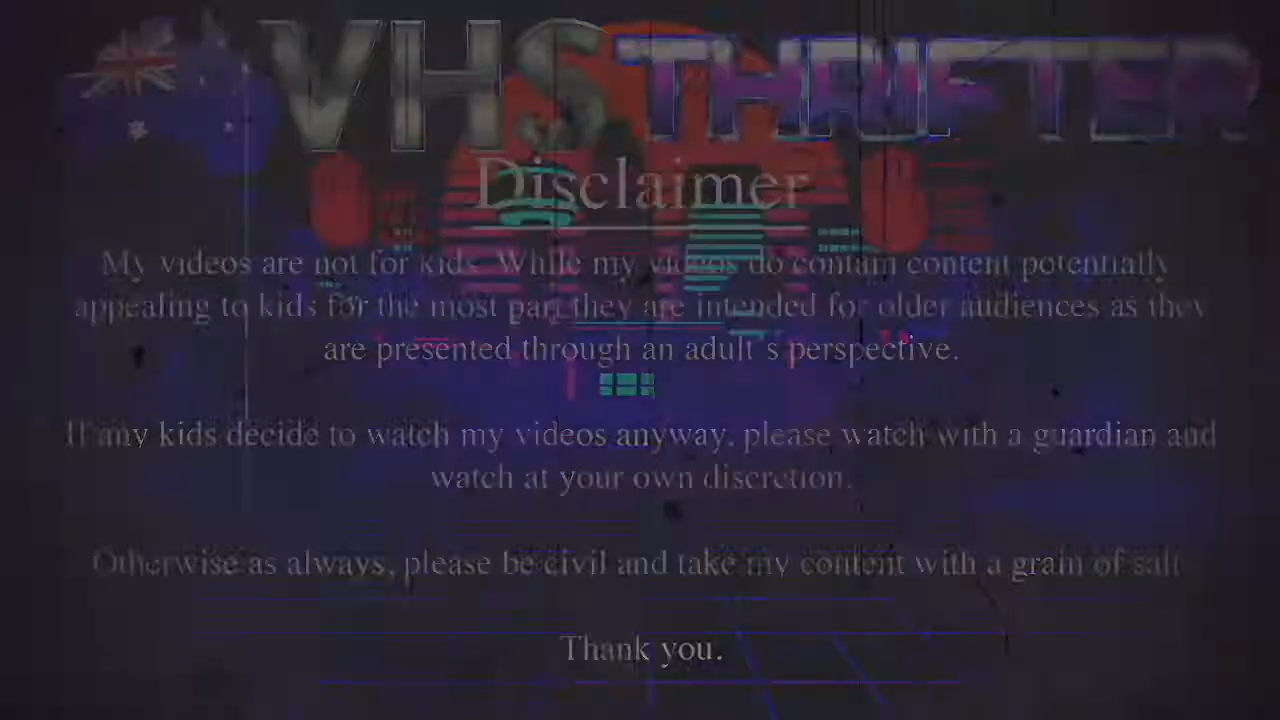 VHS THRIFTER
Disclaimer
My videos are not for kids. While my videos do contain content potentially
appealing to kids for the most part they are intended for older audiences as they
are presented through an adult s perspective.
If any kids decide to watch my videos anyway, please watch with a guardian and
watch at your own discretion.
Otherwise as always, please be civil and take my content with a grain of salt
Thank you.